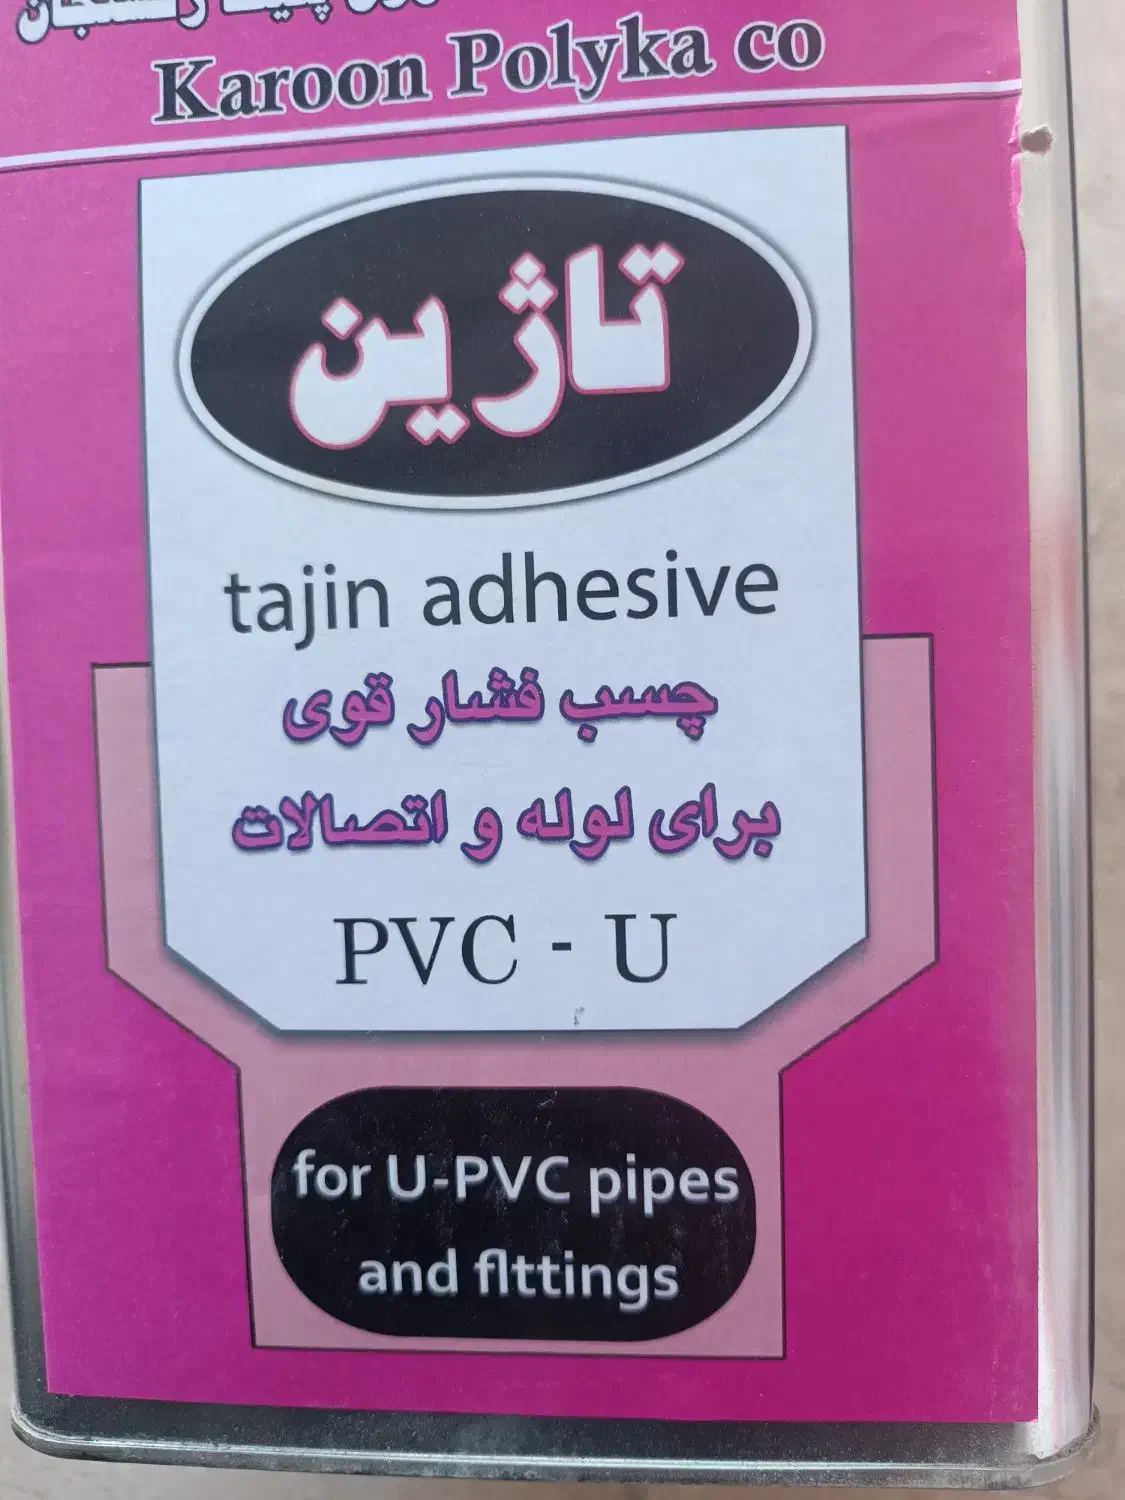 Karoon Polyka co
تاژین
tajin adhesive
چسب فشار قوی
برای لوله و اتصالات
PVC - U
for U-PVC pipes
and fittings